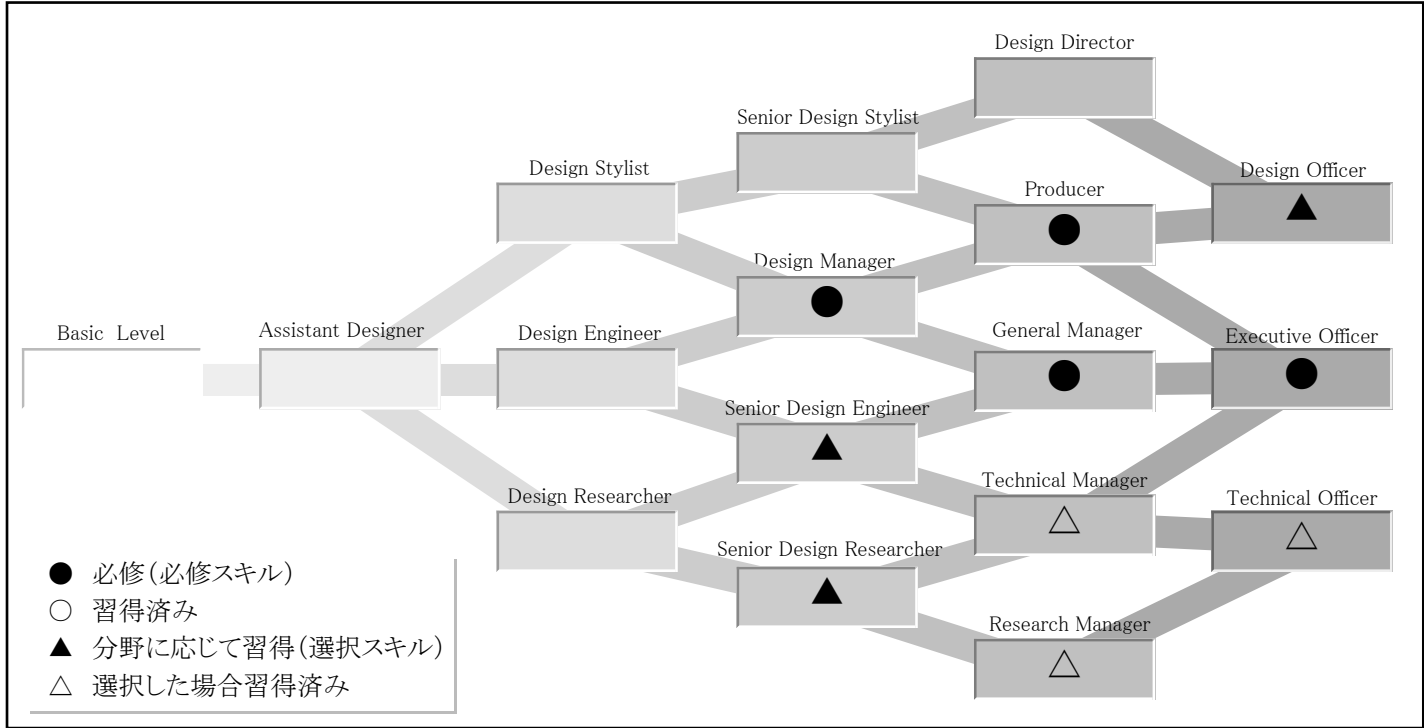 Design Director
Senior Design Stylist
Design Stylist
Design Officer
Producer
▲
●
Design Manager
●
Basic Level
Assistant Designer
Design Engineer
General Manager
Executive Officer
●
●
Senior Design Engineer
▲
Technical Manager
Design Researcher
Technical Officer
△
△
Senior Design Researcher
▲
Research Manager
△
● 必修(必修スキル)
○ 習得済み
▲ 分野に応じて習得(選択スキル)
△ 選択した場合習得済み